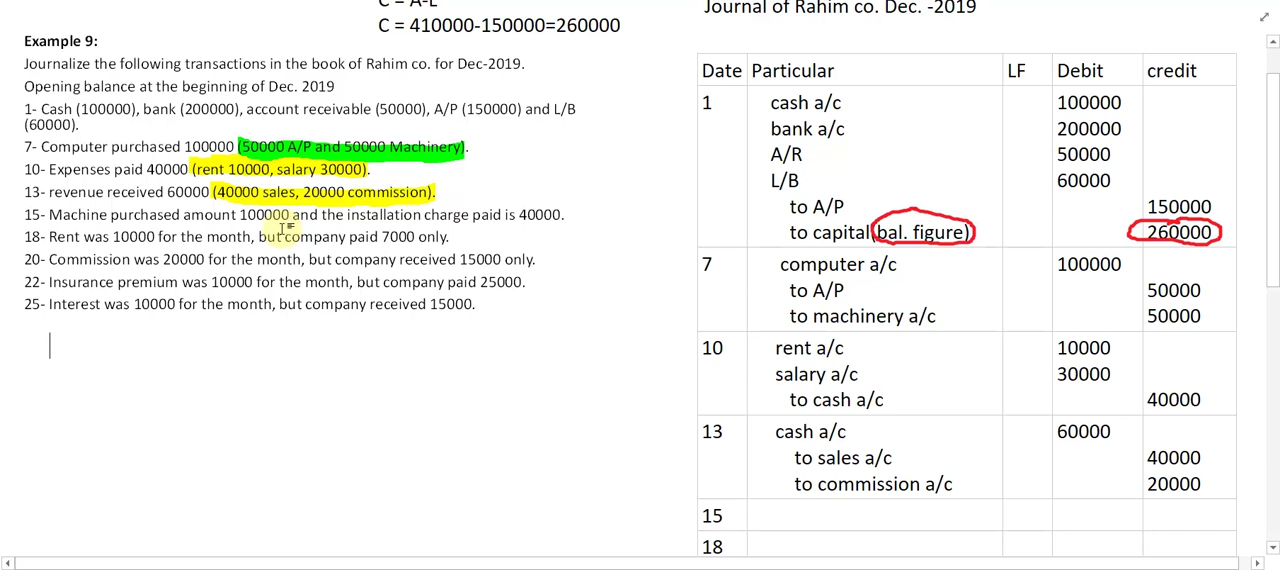 C = A-L
C = 410000-150000=260000
Example 9:
Journalize the following transactions in the book of Rahim co. for Dec-2019.
Opening balance at the beginning of Dec. 2019
1- Cash (100000), bank (200000), account receivable (50000), A/P (150000) and L/B
(60000).
7- Computer purchased 100000 (50000 A/P and 50000 Machinery).
10- Expenses paid 40000 (rent 10000, salary 30000).
13- revenue received 60000 (40000 sales, 20000 commission).
15- Machine purchased amount 100000 and the installation charge paid is 40000.
18- Rent was 10000 for the month, but company paid 7000 only.
20- Commission was 20000 for the month, but company received 15000 only.
22- Insurance premium was 10000 for the month, but company paid 25000.
25- Interest was 10000 for the month, but company received 15000.
Journal of Rahim co. Dec. -2019
Date Particular LF Debit credit
1 cash a/c 100000
bank a/c 200000
A/R 50000
L/B 60000
to A/P 150000
to capital(bal. figure) 260000
7 computer a/c 100000
to A/P 50000
to machinery a/c 50000
10 rent a/c 10000
salary a/c 30000
to cash a/c 40000
13 cash a/c 60000
to sales a/c 40000
to commission a/c 20000
15
18